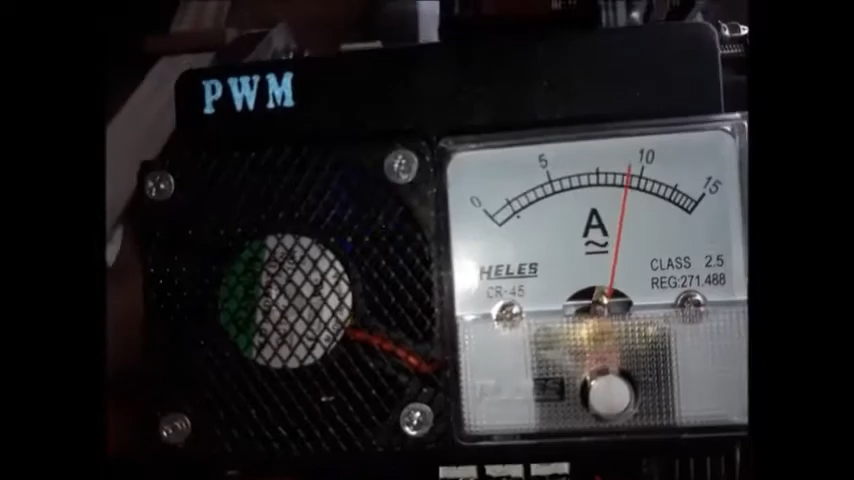 PWM
0 5 10 15
A
HELES
CR-45
CLASS 2.5
REG:271.488